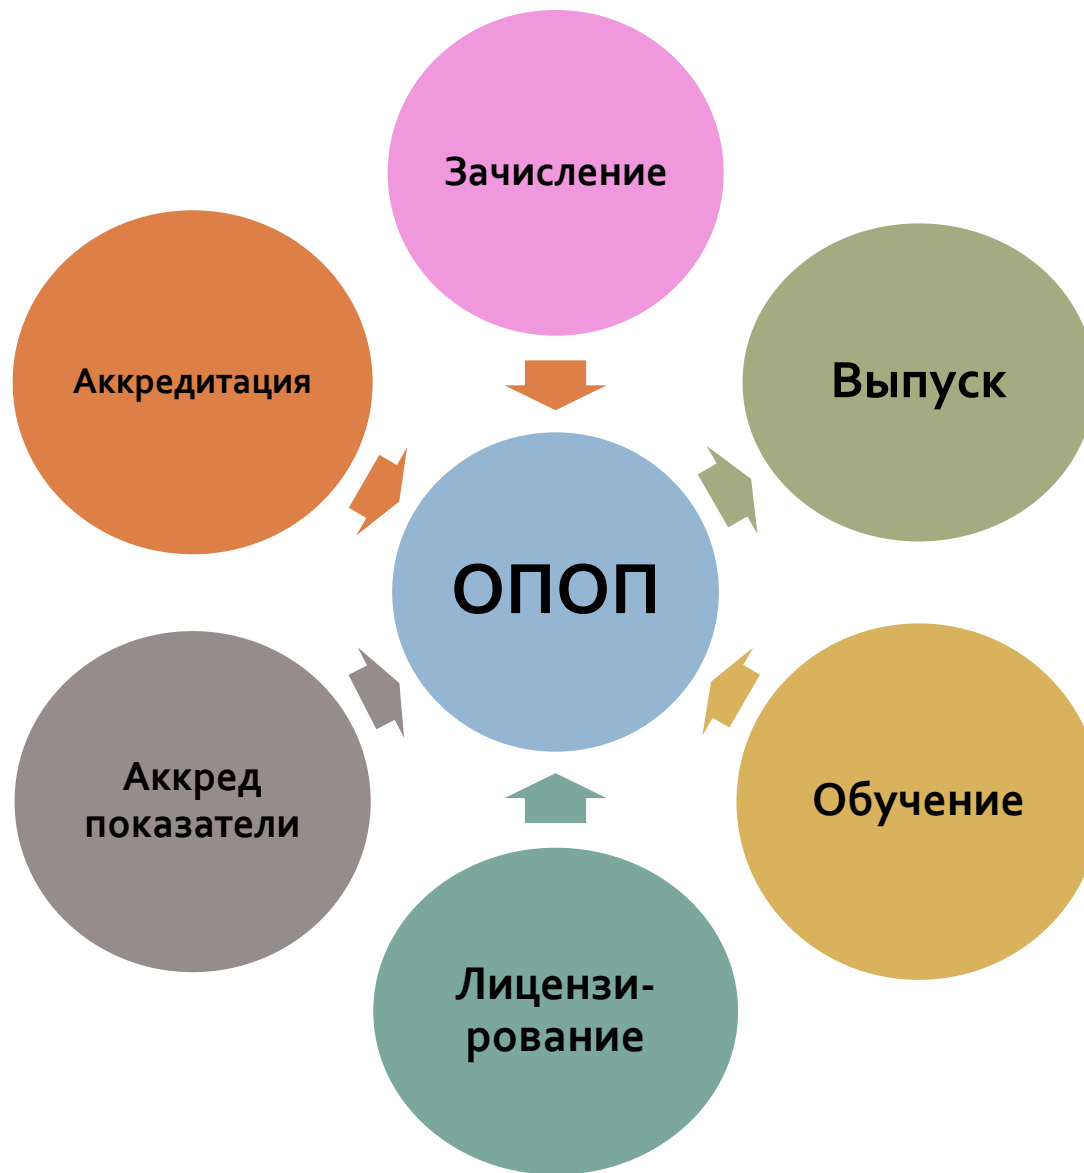 Зачисление
Аккредитация
Выпуск
ОПОП
Аккред
показатели
Обучение
Лицензи-
рование